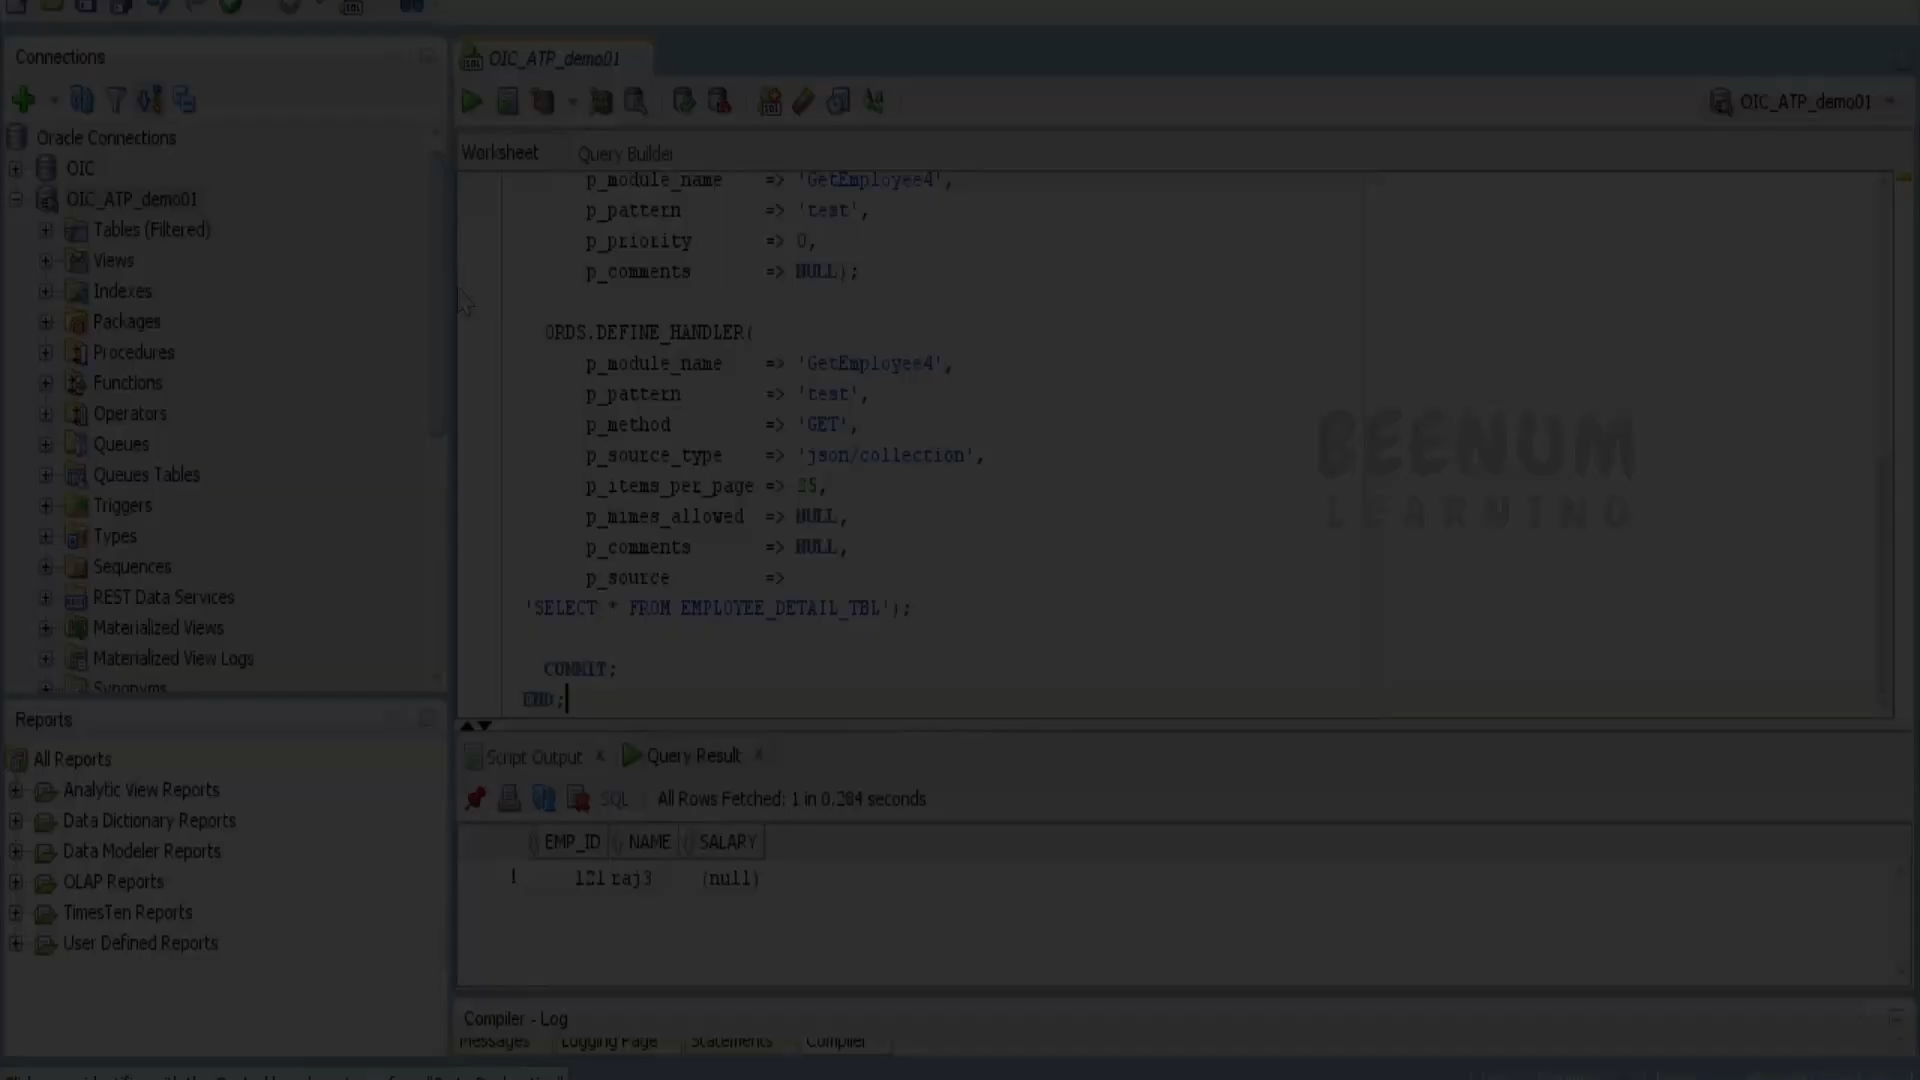 Connections
OIC_ATP_demo01
OIC_ATP_demo01
Oracle Connections
OIC
OIC_ATP_demo01
Tables (Filtered)
Views
Indexes
Packages
Procedures
Functions
Operators
Queues
Queues Tables
Triggers
Types
Sequences
REST Data Services
Materialized Views
Materialized View Logs
Synonyms
Worksheet Query Builder
p_module_name => 'GetEmployee4',
p_pattern => 'test',
p_priority => 0,
p_comments => NULL);
ORDS.DEFINE_HANDLER(
p_module_name => 'GetEmployee4',
p_pattern => 'test',
p_method => 'GET',
p_source_type => 'json/collection',
p_items_per_page => 25,
p_mimes_allowed => NULL,
p_comments => NULL,
p_source =>
'SELECT * FROM EMPLOYEE_DETAIL_TBL');
COMMIT;
END;
BEENUM
LEARNING
Reports
All Reports
Analytic View Reports
Data Dictionary Reports
Data Modeler Reports
OLAP Reports
TimesTen Reports
User Defined Reports
Script Output x Query Result x
SQL All Rows Fetched: 1 in 0.284 seconds
EMP_ID NAME SALARY
1 121 raj3 (null)
Compiler - Log
Messages Logging Page Statements Compiler